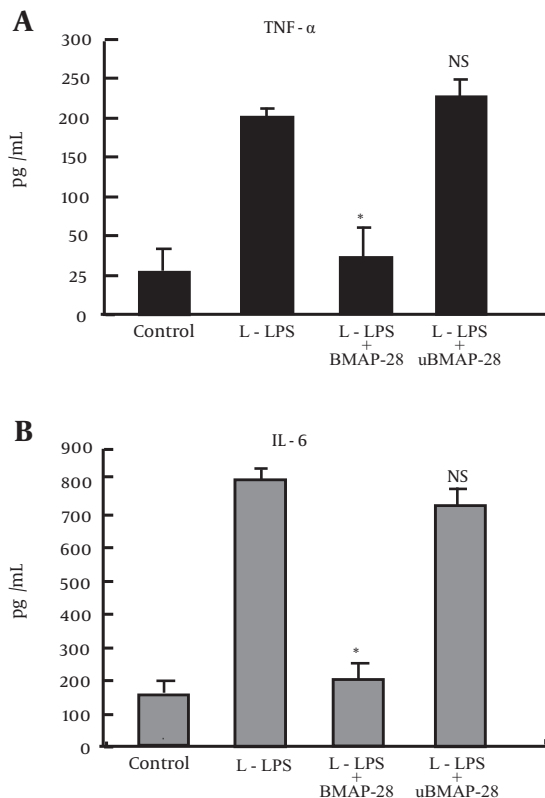 A
TNF - α
300
250
200
150
100
50
25
0
pg /mL
NS
*
Control
L - LPS
L - LPS
+
BMAP-28
L - LPS
+
uBMAP-28
B
IL - 6
900
800
700
600
500
400
300
200
100
0
pg /mL
NS
*
Control
L - LPS
L - LPS
+
BMAP-28
L - LPS
+
uBMAP-28